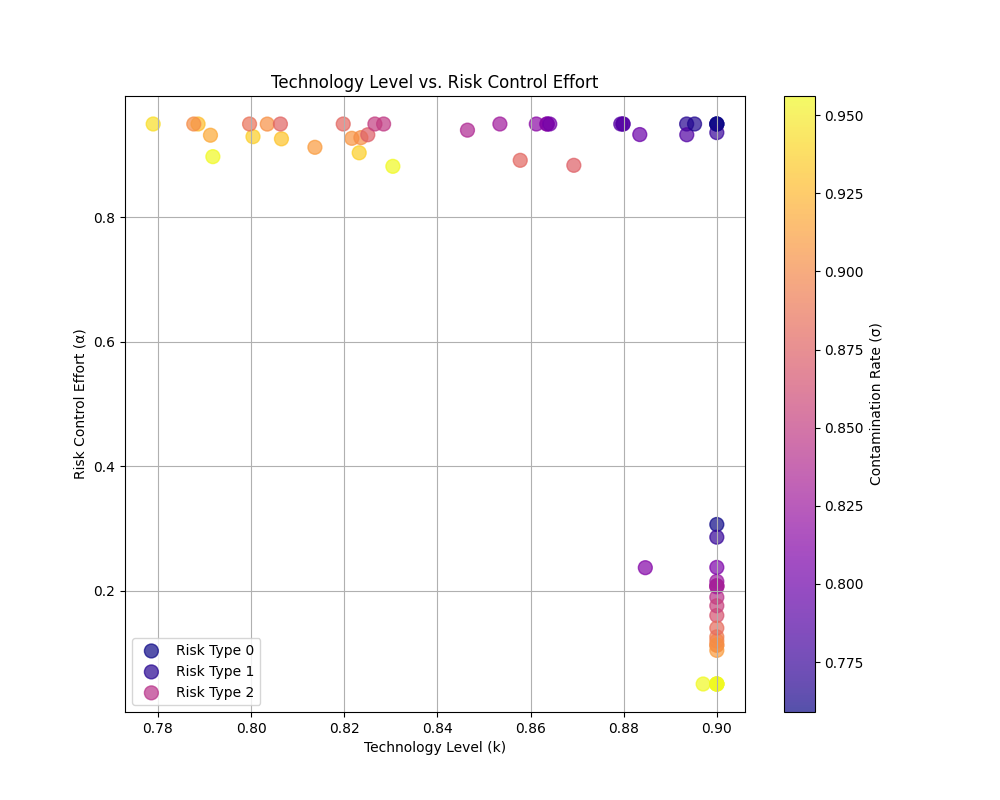 Technology Level vs. Risk Control Effort
Risk Control Effort (α)
0.8
0.6
0.4
0.2
0.78
0.80
0.82
0.84
0.86
0.88
0.90
Technology Level (k)
Risk Type 0
Risk Type 1
Risk Type 2
0.950
0.925
0.900
0.875
0.850
0.825
0.800
0.775
Contamination Rate (σ)